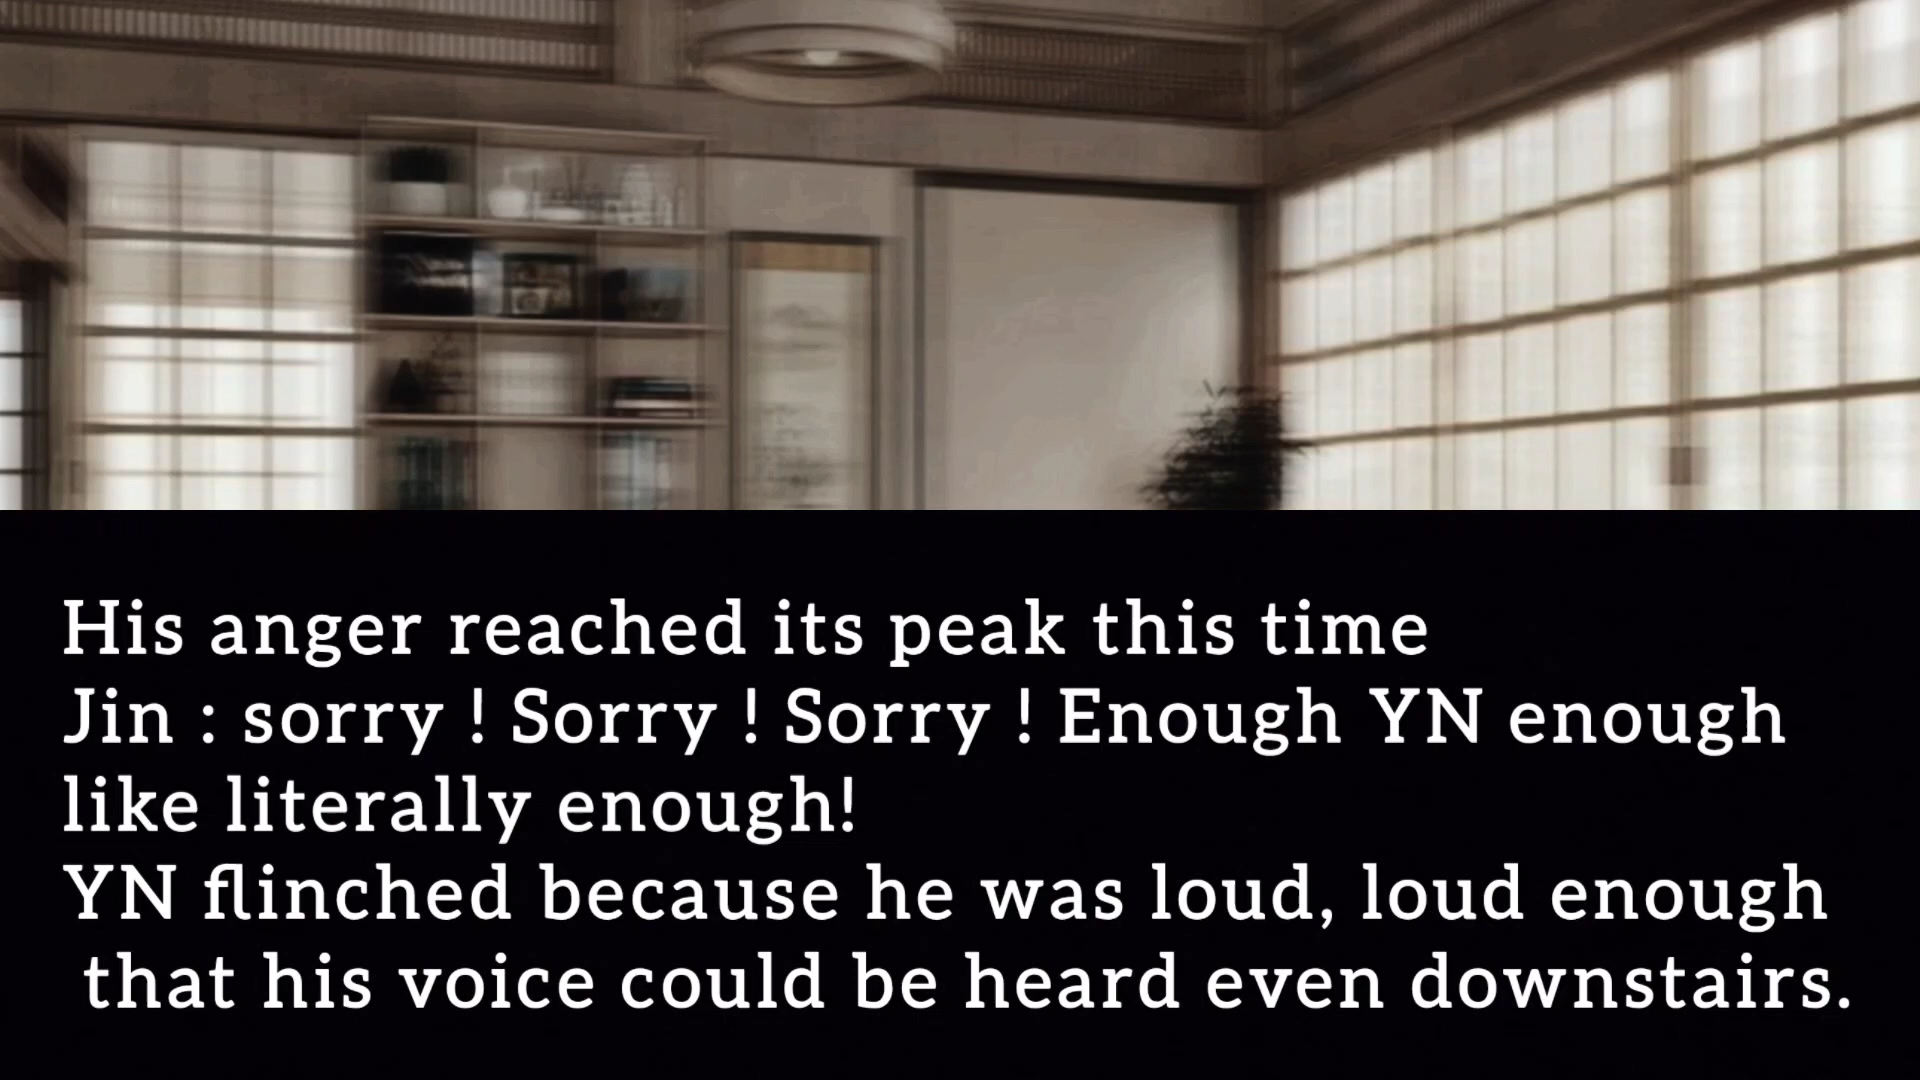 His anger reached its peak this time
Jin : sorry ! Sorry ! Sorry ! Enough YN enough
like literally enough!
YN flinched because he was loud, loud enough
that his voice could be heard even downstairs.